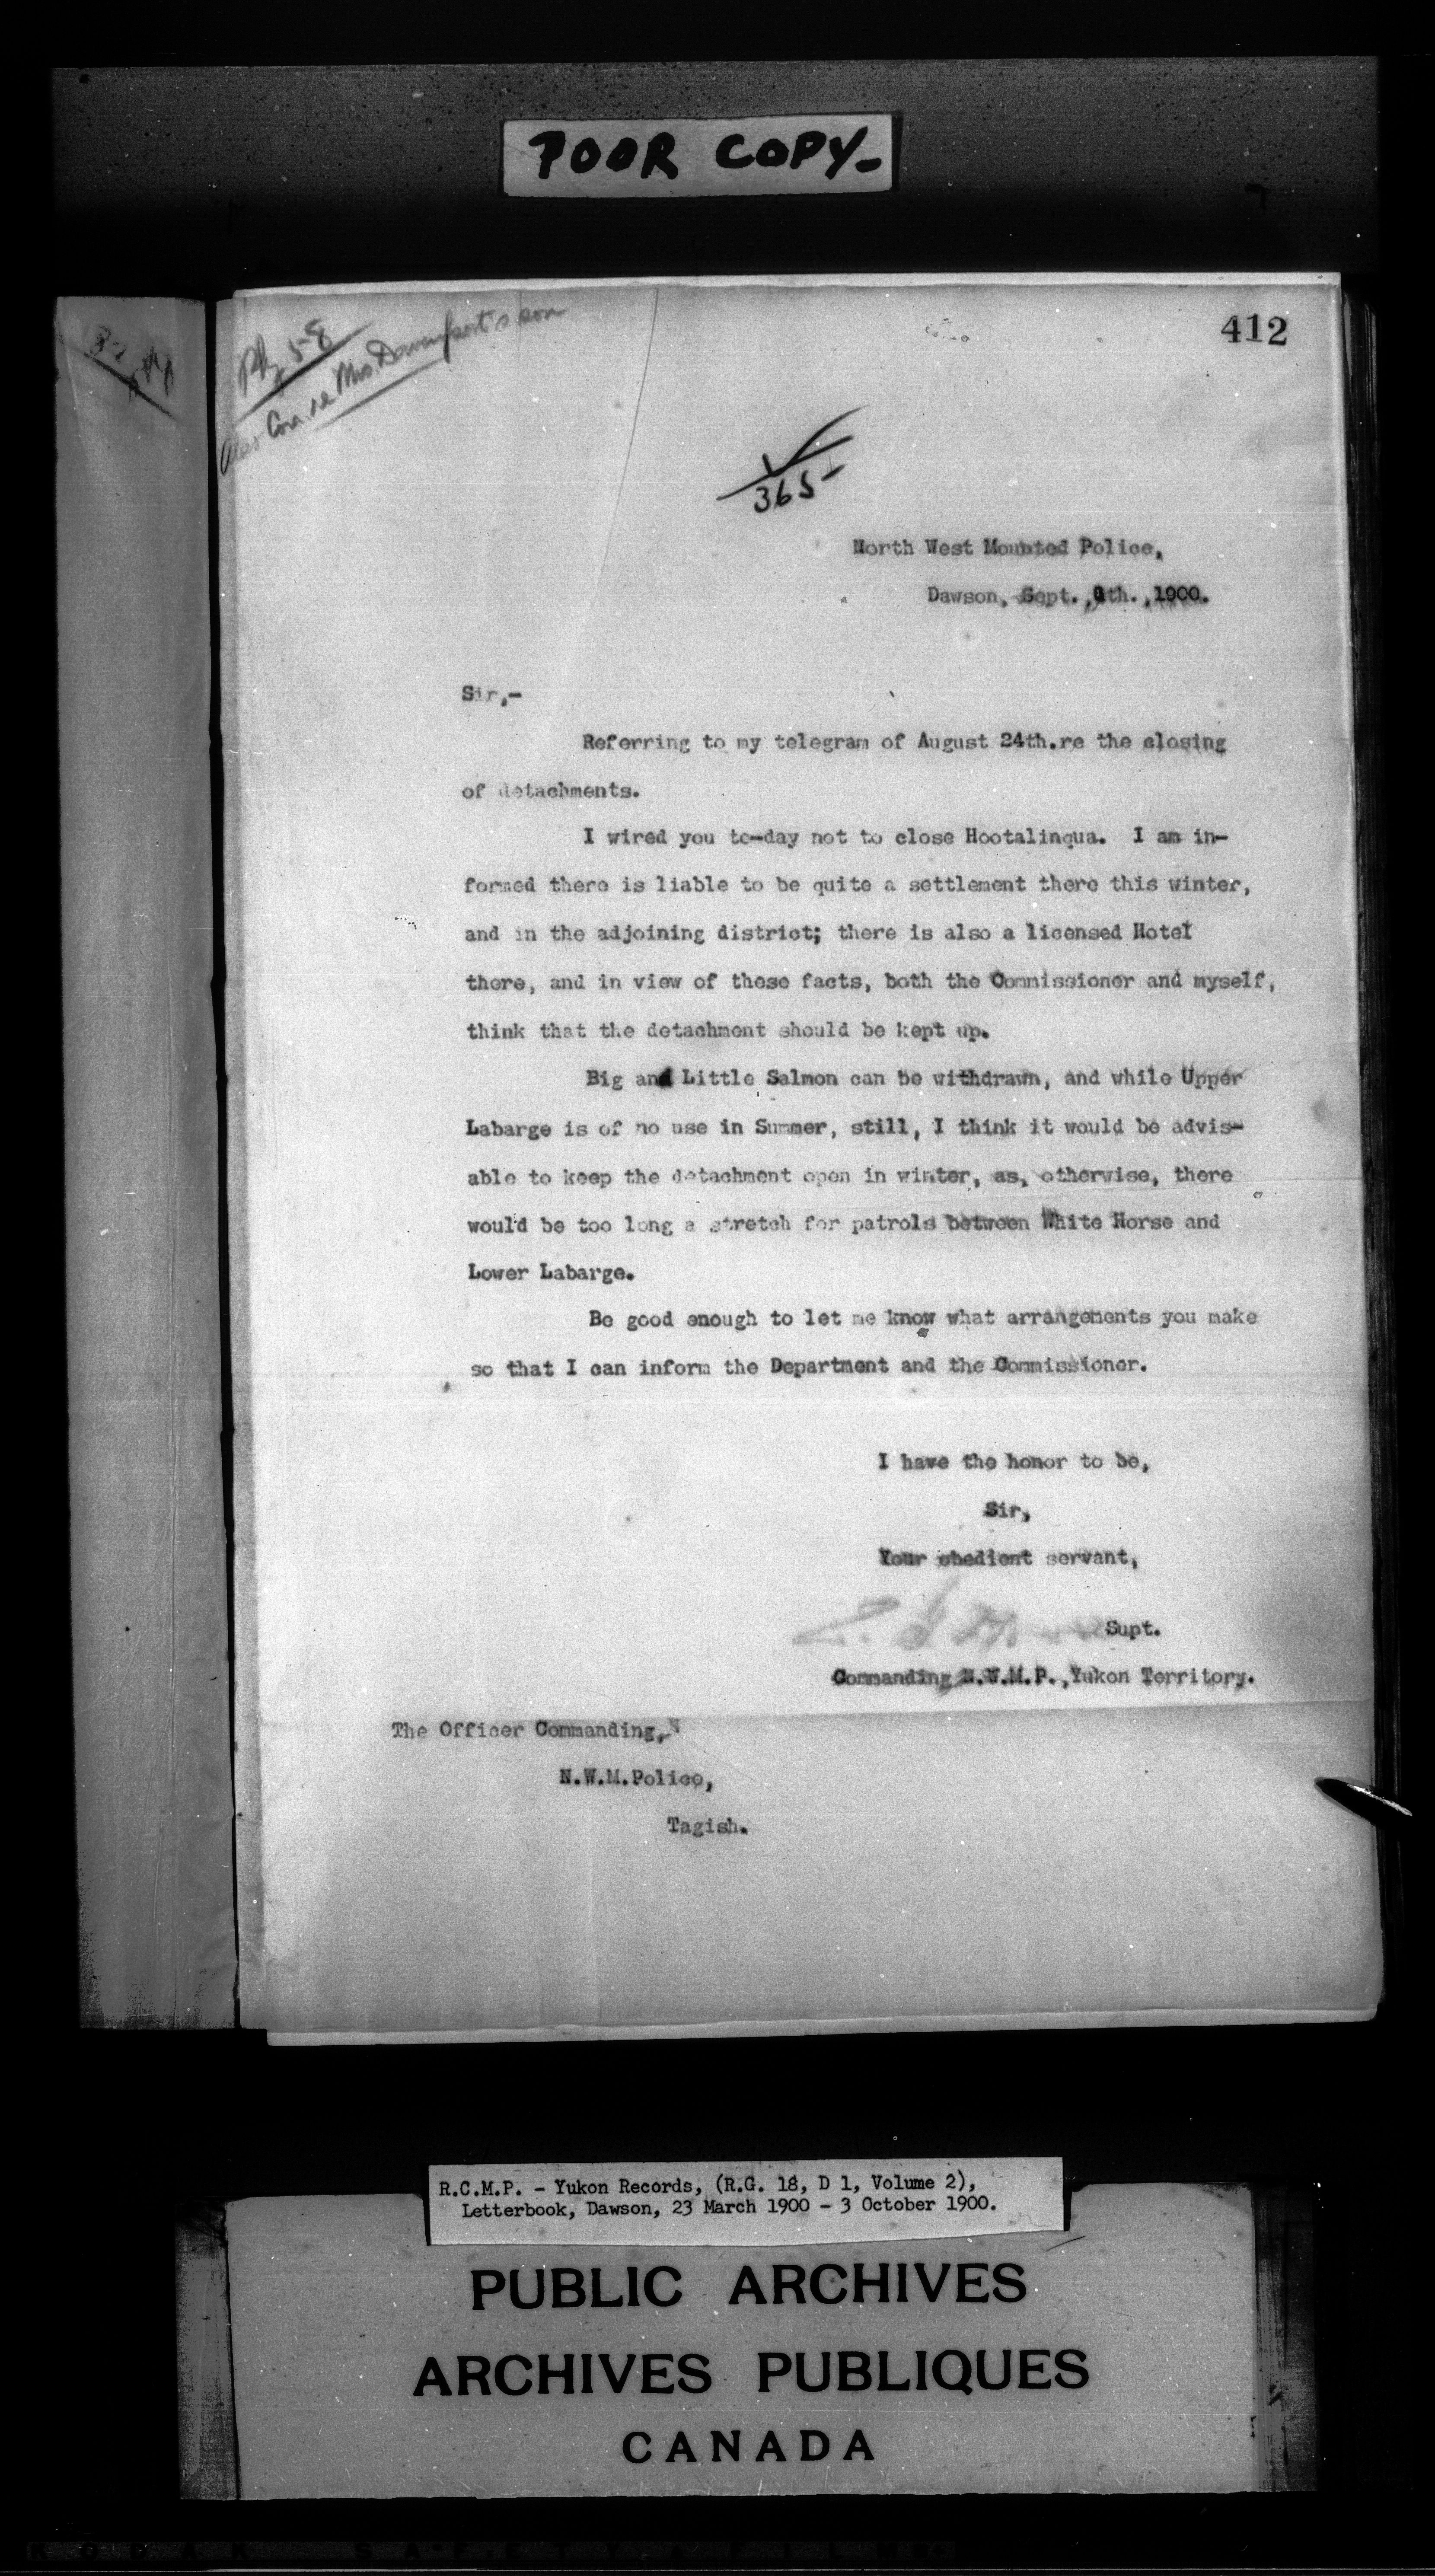 POOR COPY-
412
Also Cora. re Mrs. Davenport's son
365
North West Mounted Police,
Dawson, Sept., th.,1900.
Sir,-
Referring to my telegram of August 24th.re the closing
of detachments.
I wired you to-day not to close Hootalinqua. I am in-
formed there is liable to be quite a settlement there this winter,
and in the adjoining district; there is also a licensed Hotel
there, and in view of these facts, both the Commissioner and myself,
think that the detachment should be kept up.
Big and Little Salmon can be withdrawn, and while Upper
Labarge is of no use in Summer, still, I think it would be advis-
able to keep the detachment open in winter, as, otherwise, there
would be too long a stretch for patrols between White Horse and
Lower Labarge.
Be good enough to let me know what arrangements you make
so that I can inform the Department and the Commissioner.
I have the honor to be,
Sir,
Your obedient servant,
Supt.
Commanding N.W.M.P.,Yukon Territory.
The Officer Commanding,
N.W.M.Police,
Tagish.
R.C.M.P. - Yukon Records, (R.G. 18, D 1, Volume 2),
Letterbook, Dawson, 23 March 1900 - 3 October 1900.
PUBLIC ARCHIVES
ARCHIVES PUBLIQUES
CANADA